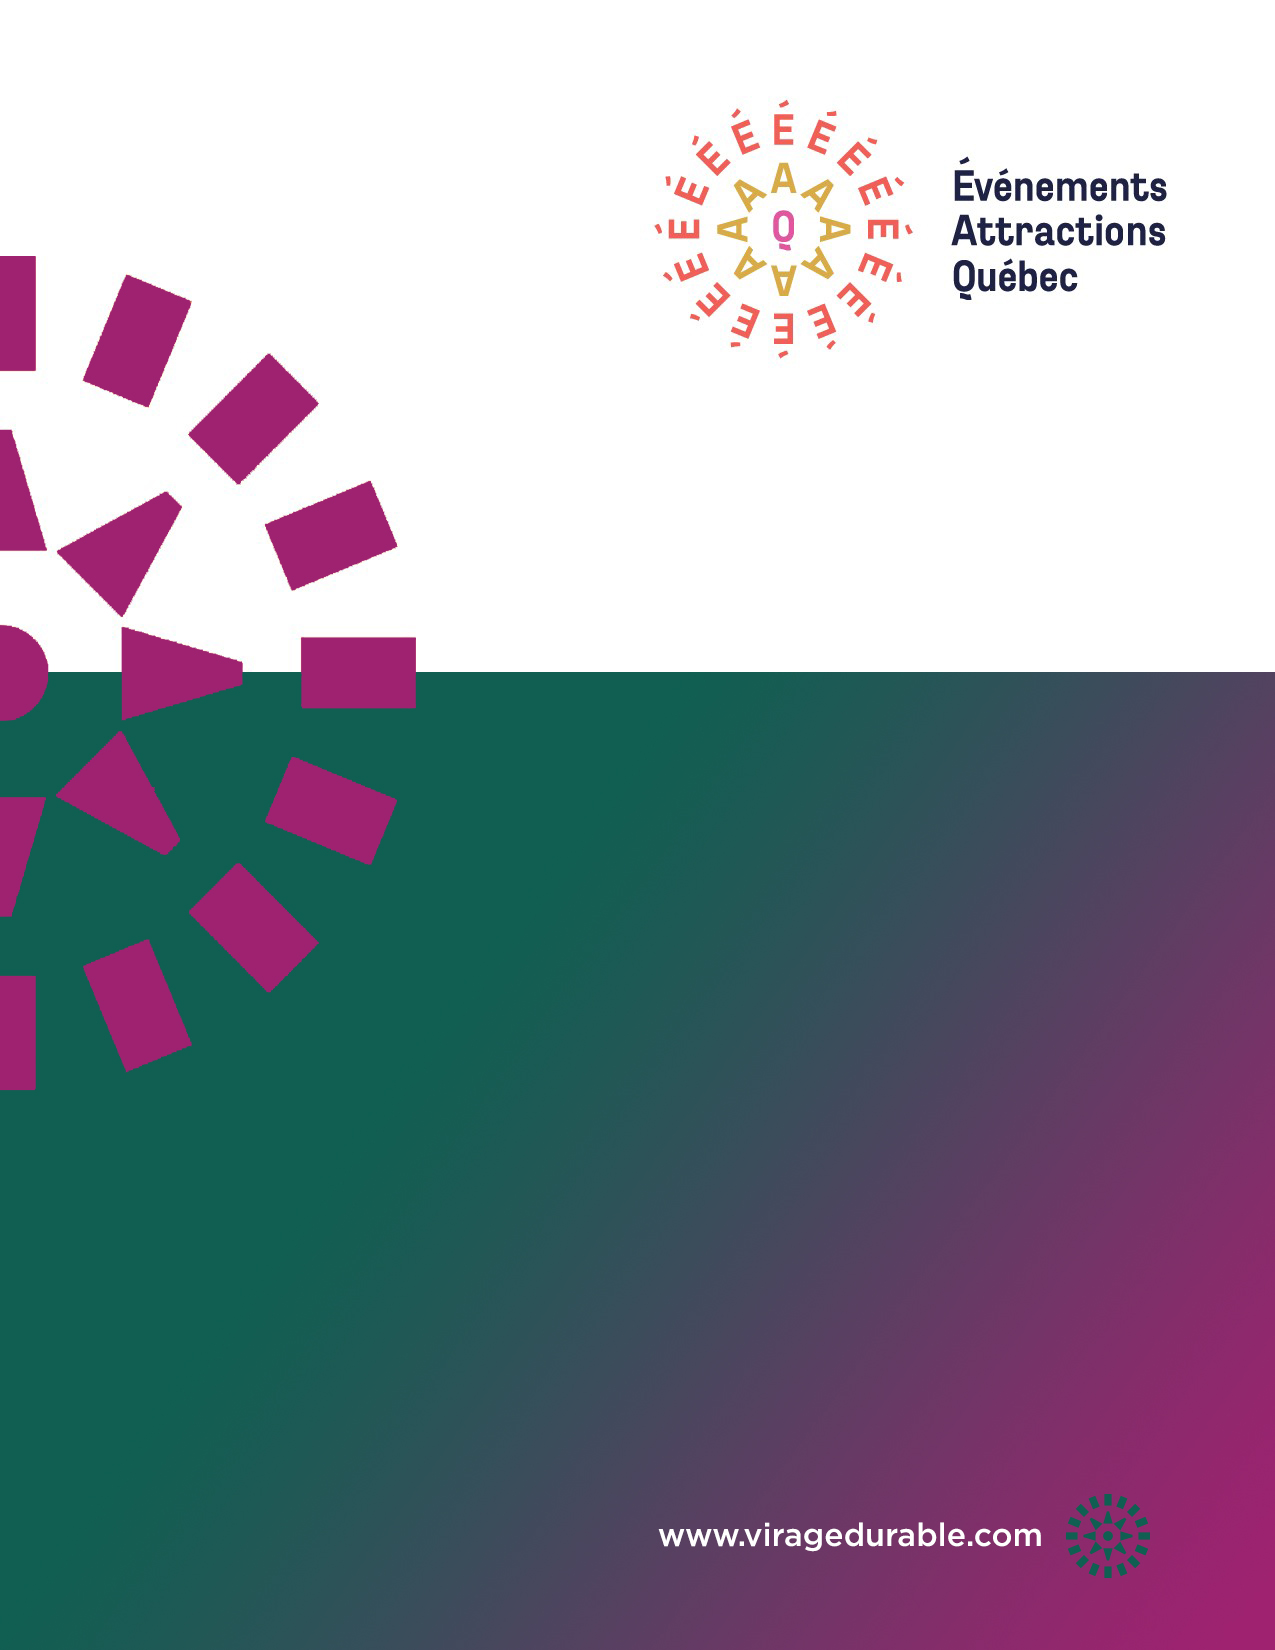 É É É É É É É É É É É É É É É É
A A A A A A A A
Q
Événements
Attractions
Québec
www.viragedurable.com